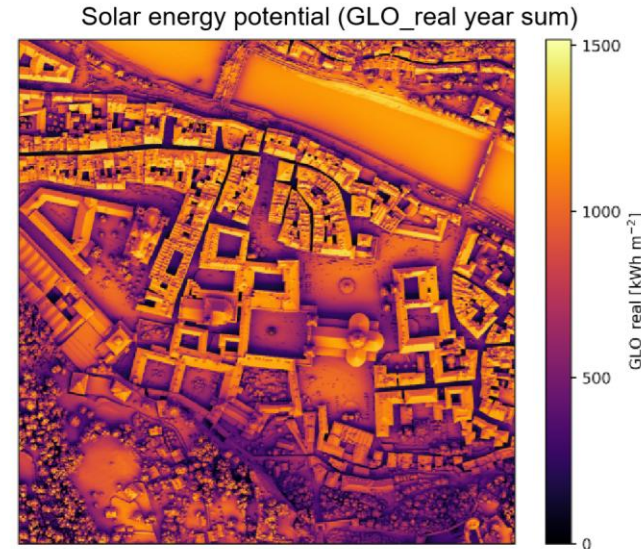 Solar energy potential (GLO_real year sum)
1500
1000
500
0
GLO_real [kWh m⁻²]